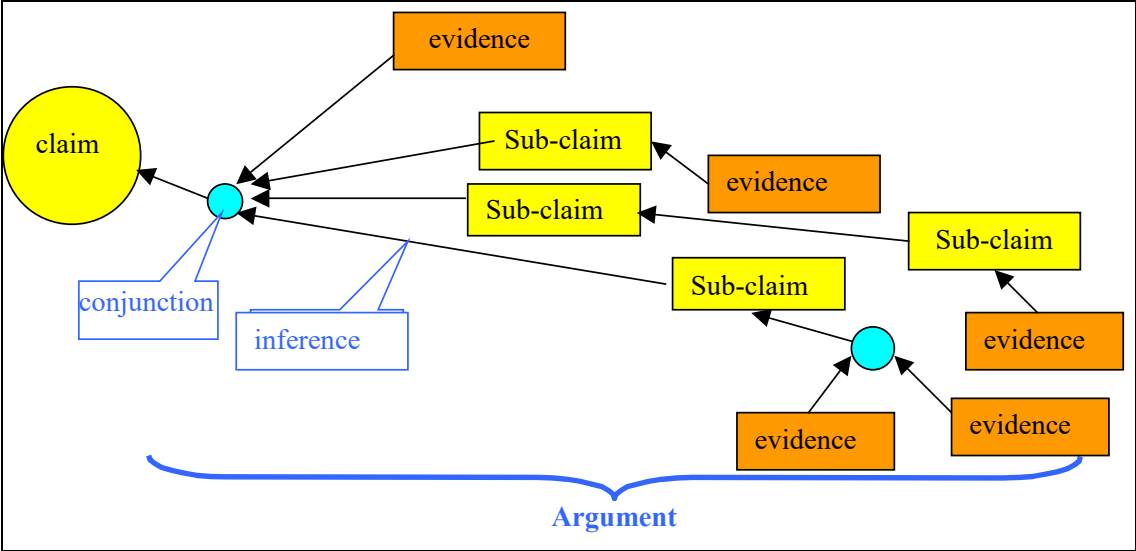 evidence
claim
Sub-claim
evidence
Sub-claim
Sub-claim
Sub-claim
conjunction
inference
evidence
evidence
evidence
Argument